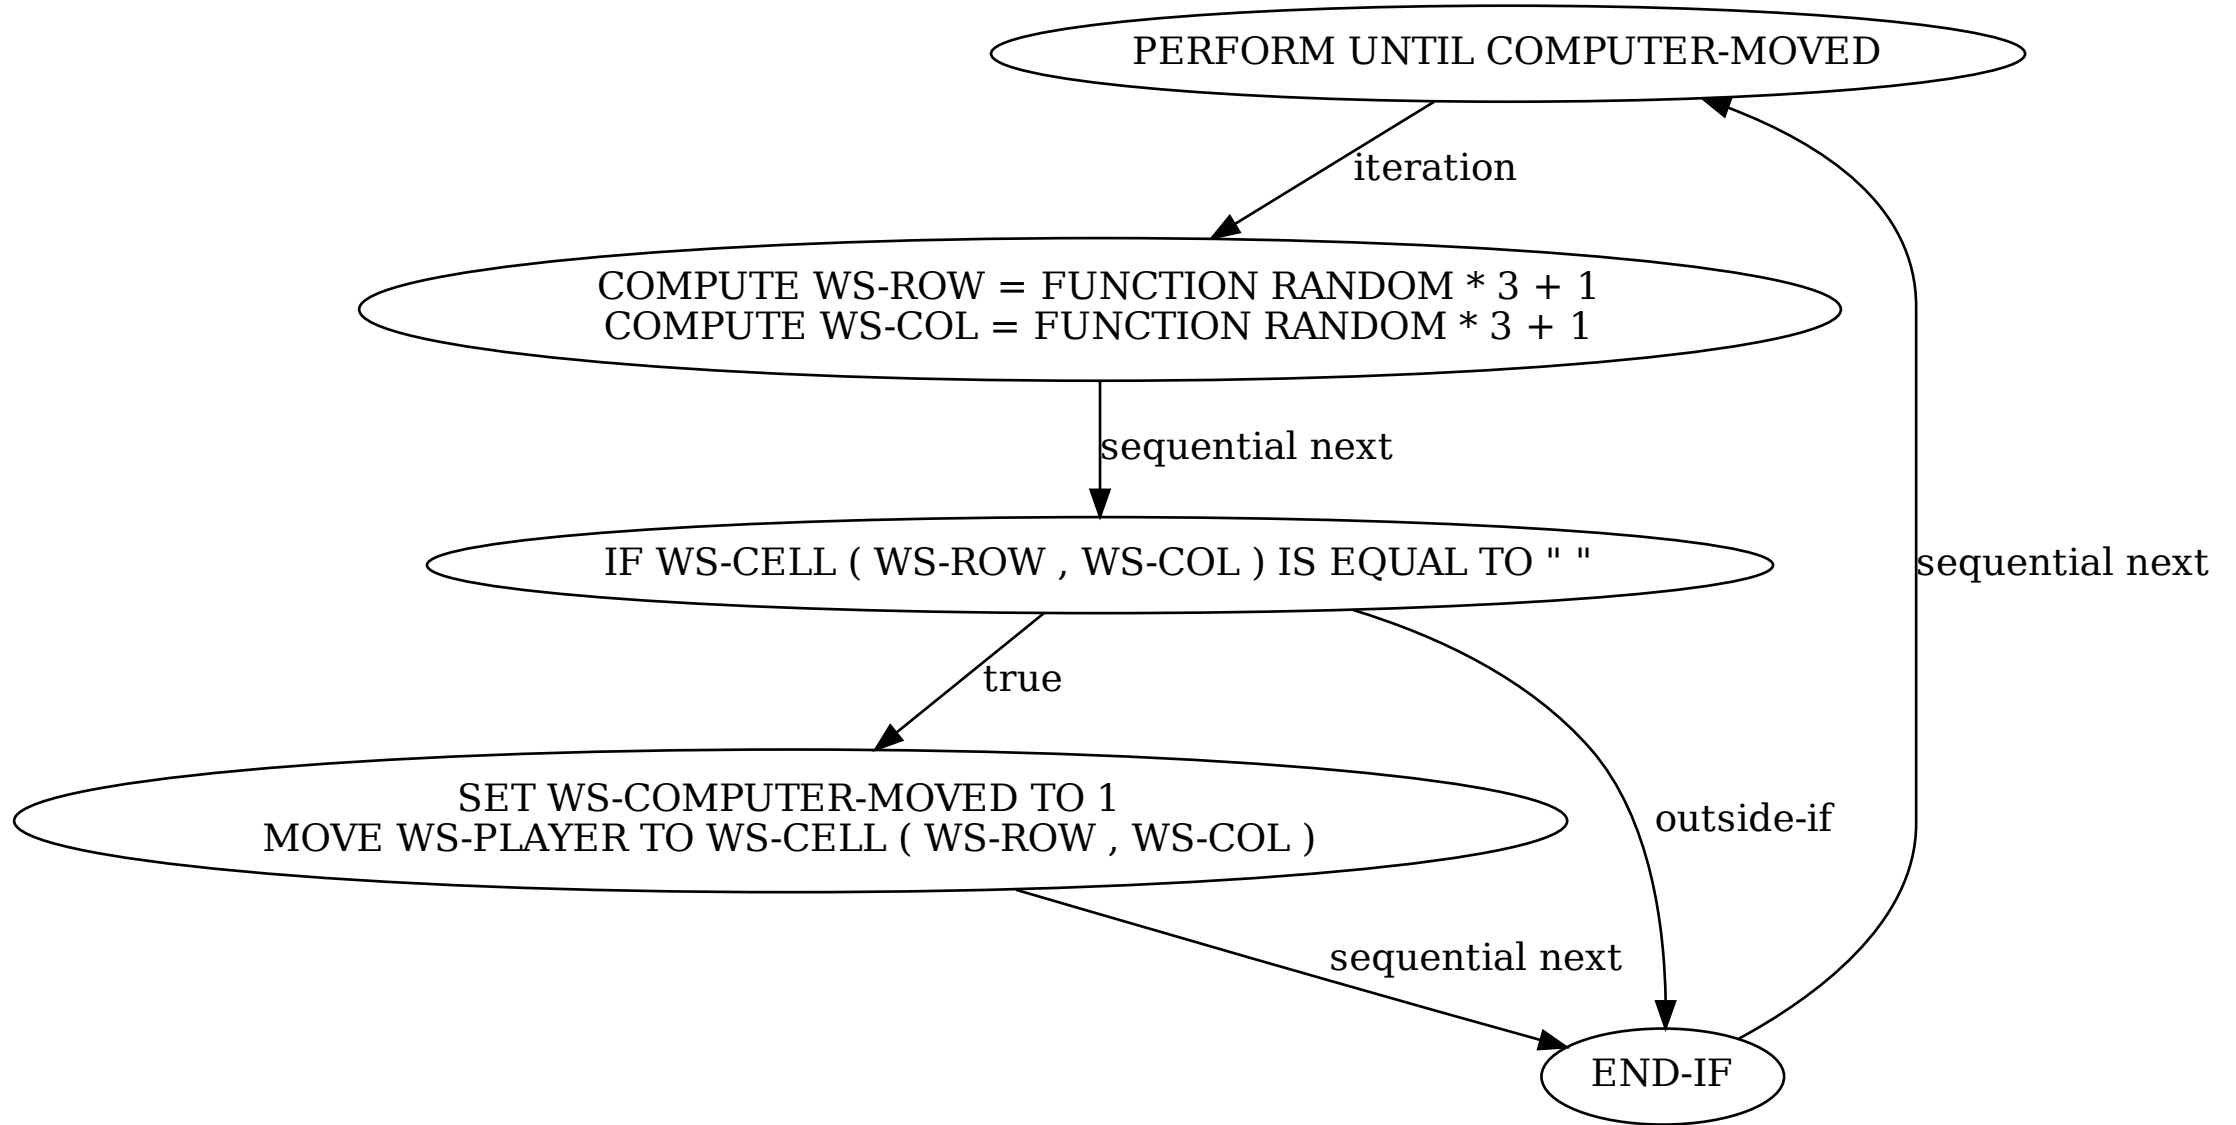 PERFORM UNTIL COMPUTER-MOVED
iteration
COMPUTE WS-ROW = FUNCTION RANDOM * 3 + 1
COMPUTE WS-COL = FUNCTION RANDOM * 3 + 1
sequential next
IF WS-CELL ( WS-ROW , WS-COL ) IS EQUAL TO " "
sequential next
true
SET WS-COMPUTER-MOVED TO 1
MOVE WS-PLAYER TO WS-CELL ( WS-ROW , WS-COL )
outside-if
sequential next
END-IF